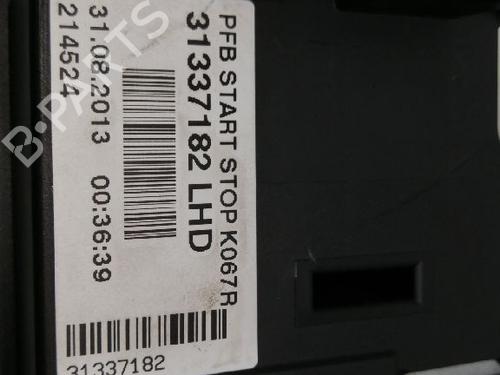 PFB START STOP K067R
31337182 LHD
31.08.2013 00:36:39
214524
31337182
B-PARTS